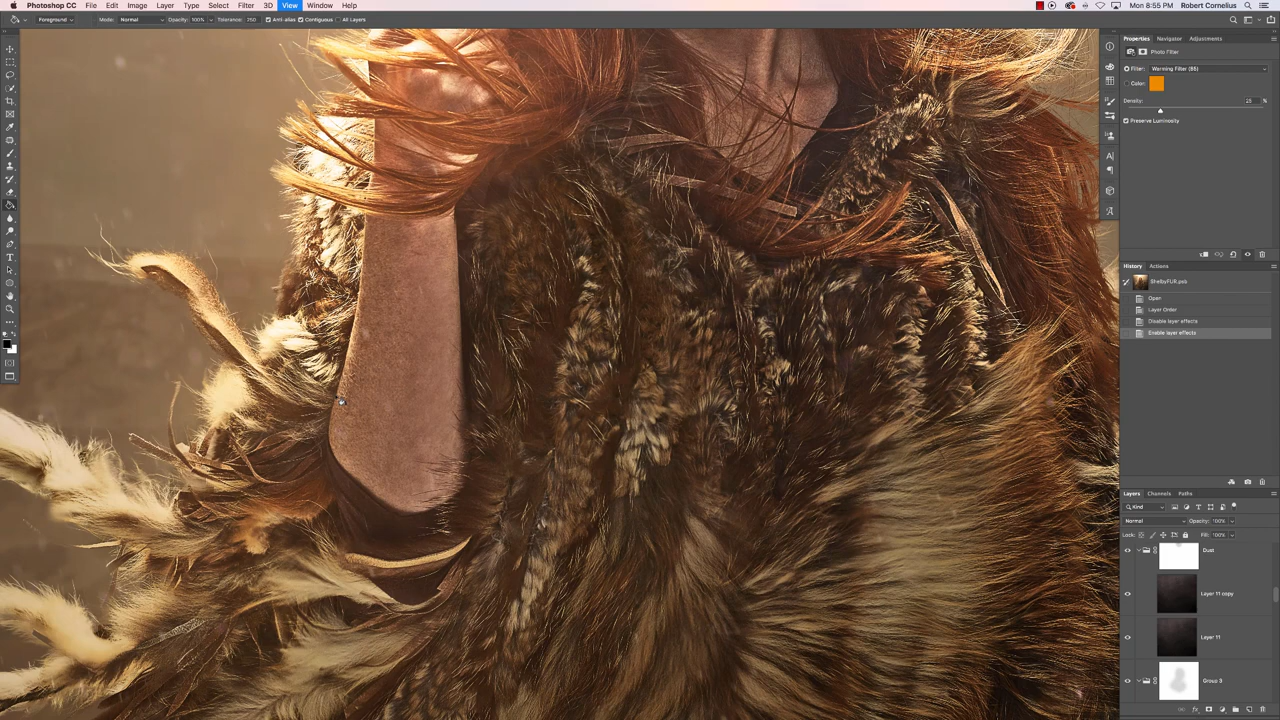 Photoshop CC File Edit Image Layer Type Select Filter 3D View Window Help Mon 8:55 PM Robert Cornelius
Foreground Mode: Normal Opacity: 100% Tolerance: 250 Anti-alias Contiguous All Layers
Properties Navigator Adjustments
Photo Filter
Filter: Warming Filter (85)
Color:
Density: 25 %
Preserve Luminosity
History Actions
ShelbyFUR.psb
Open
Layer Order
Disable layer effects
Enable layer effects
Layers Channels Paths
Kind
Normal Opacity: 100%
Lock: Fill: 100%
Dust
Layer 11 copy
Layer 11
Group 3